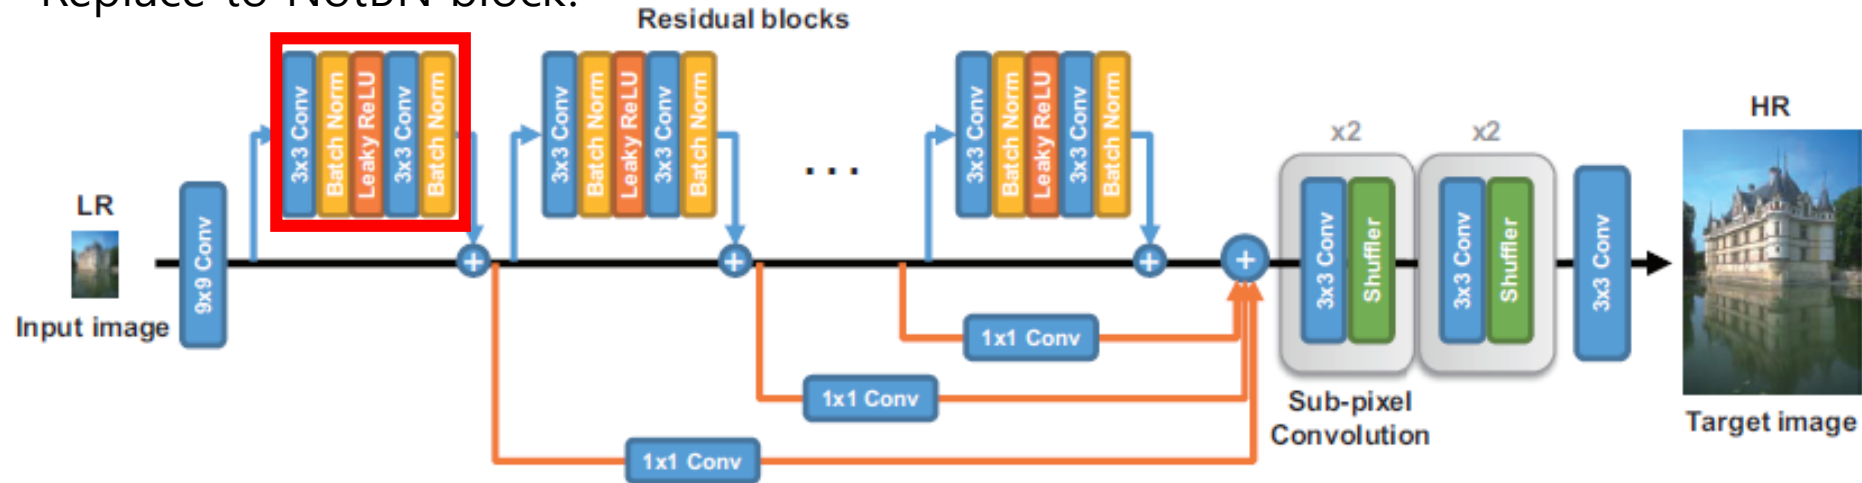 Replace to NotBN block.
Residual blocks
3x3 Conv
Batch Norm
Leaky ReLU
3x3 Conv
Batch Norm
3x3 Conv
Batch Norm
Leaky ReLU
3x3 Conv
Batch Norm
...
3x3 Conv
Batch Norm
Leaky ReLU
3x3 Conv
Batch Norm
LR
Input image
9x9 Conv
+
+
+
+
1x1 Conv
1x1 Conv
1x1 Conv
x2
3x3 Conv
Shuffler
x2
3x3 Conv
Shuffler
Sub-pixel
Convolution
3x3 Conv
HR
Target image